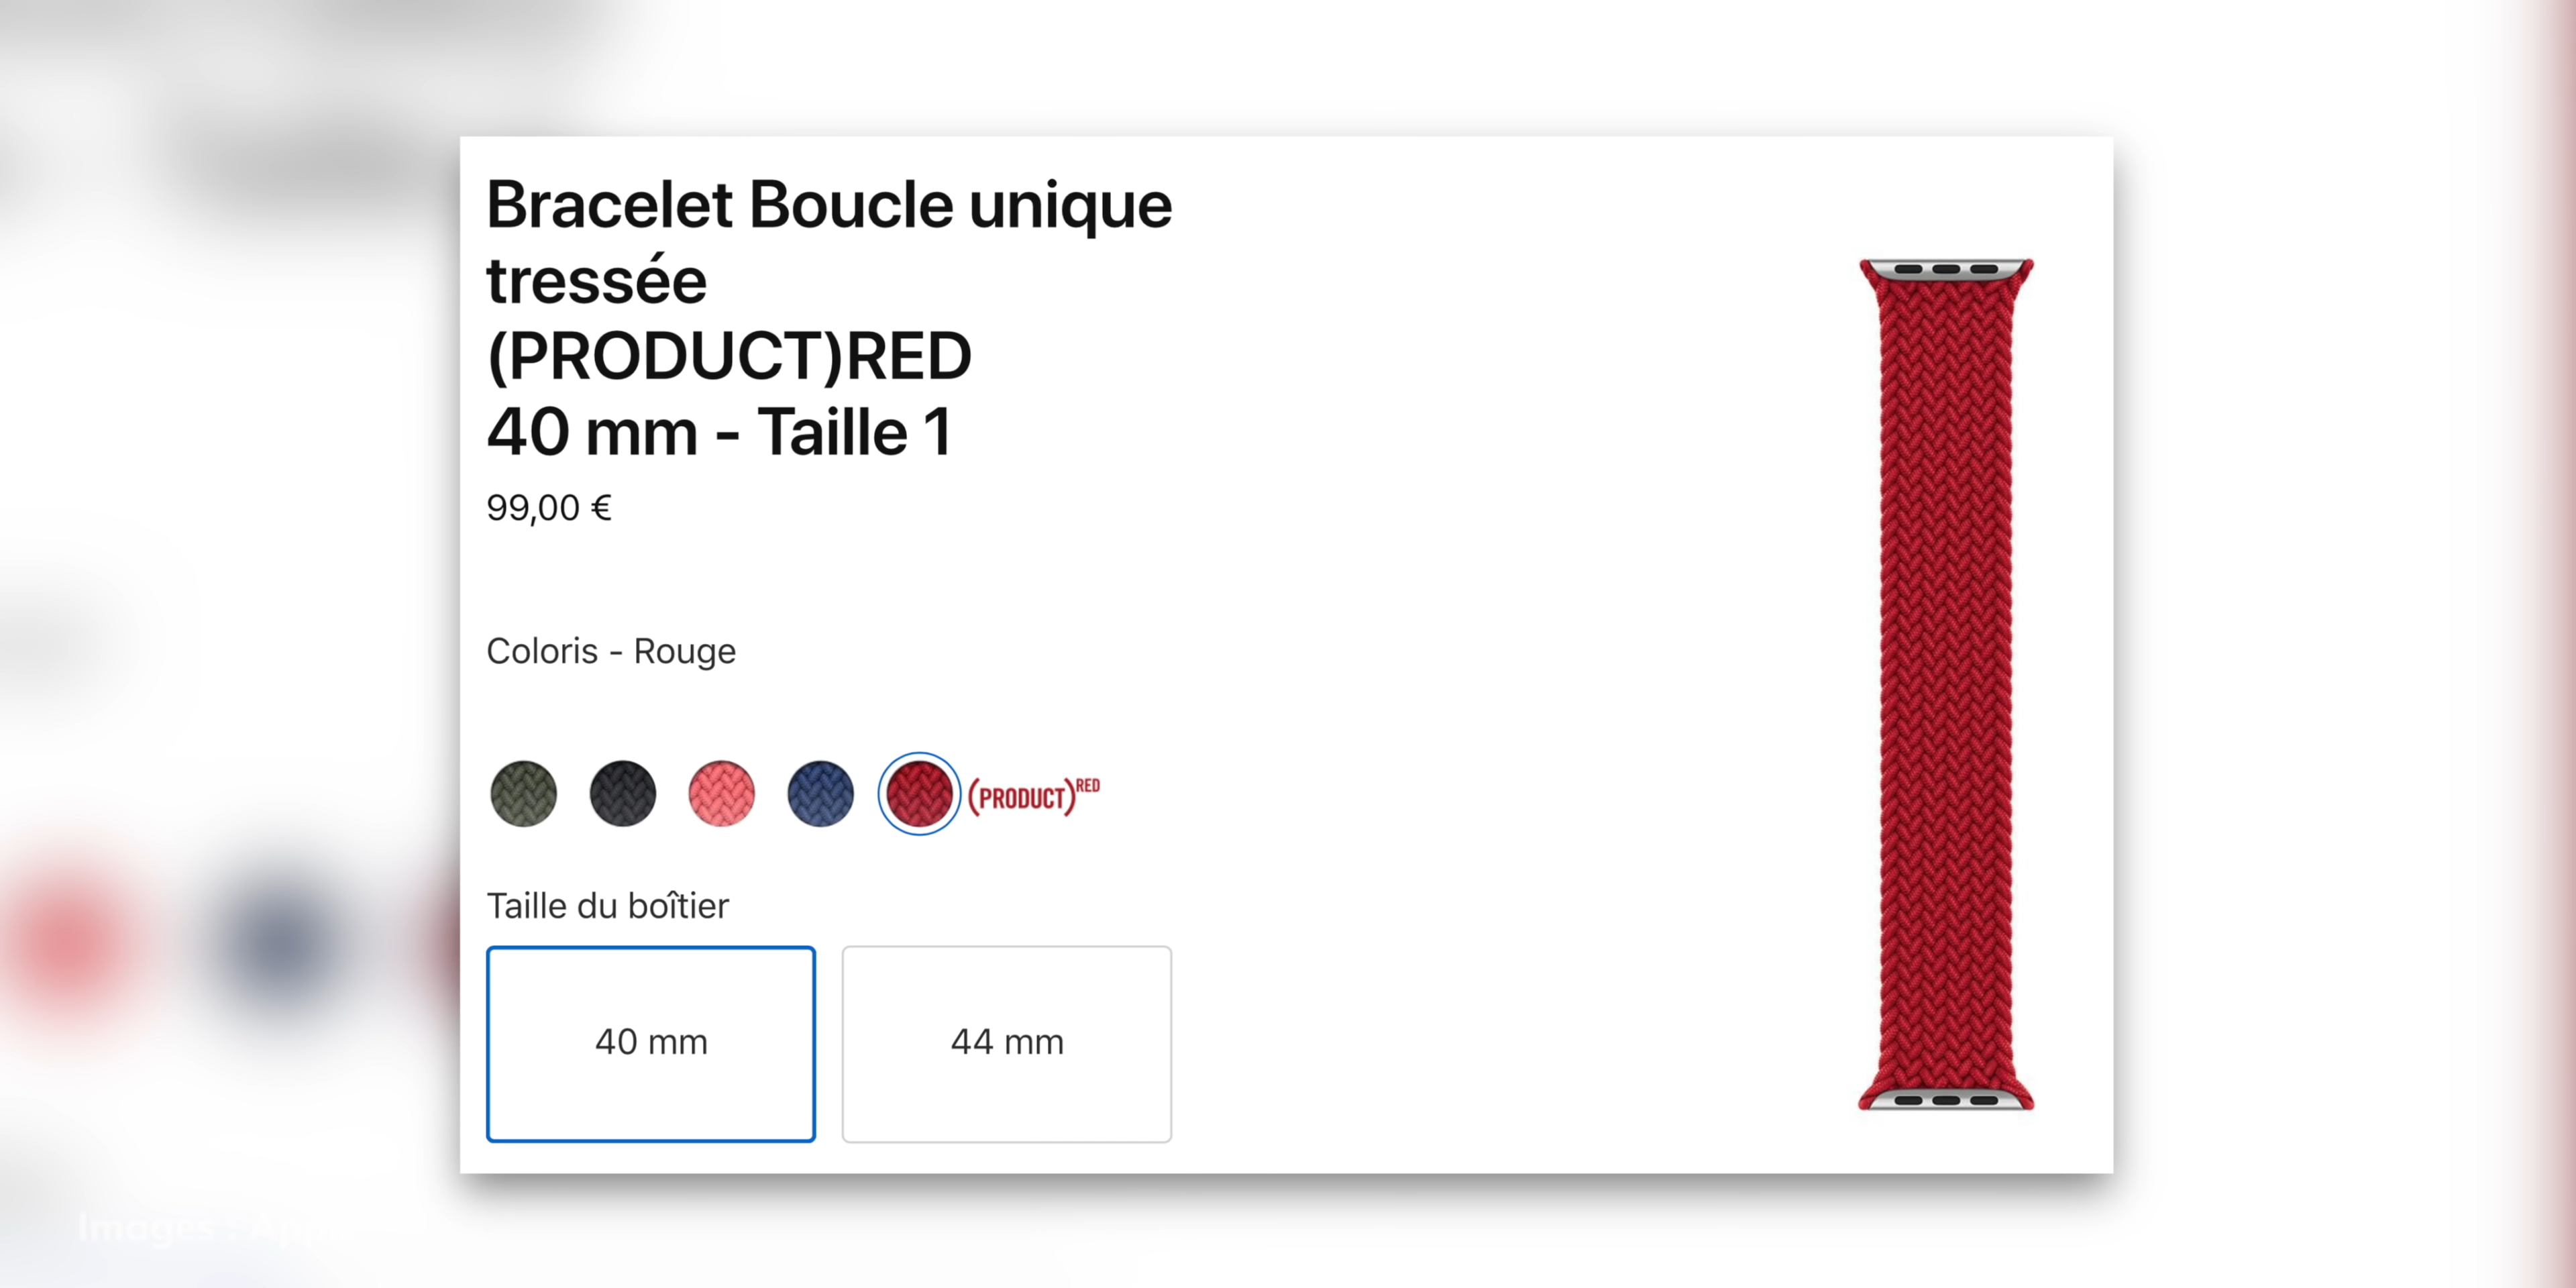 Bracelet Boucle unique
tressée
(PRODUCT)RED
40 mm - Taille 1
99,00 €
Coloris - Rouge
(PRODUCT)RED
Taille du boîtier
40 mm
44 mm
Images :